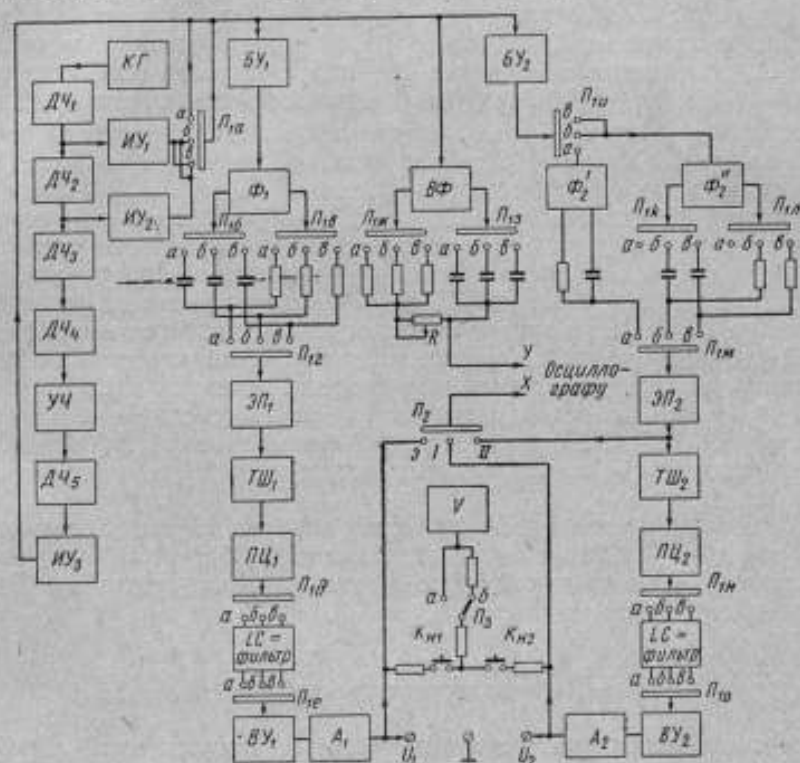 КГ
БУ₁
БУ₂
ДЧ₁
ИУ₁
а
б
в
П₁а
П₁и
в
б
а
ДЧ₂
ИУ₂
Ф₁
ВФ
Ф₂′
Ф₂″
П₁б
П₁в
П₁ж
П₁з
П₁к
П₁л
ДЧ₃
а б в а б в
а б в а б в
а б в а б в
ДЧ₄
R
У
а б в
П₁г
Х
Осцилло-
графу
а б в
П₁м
УЧ
ЭП₁
П₂
Э I II
ЭП₂
ДЧ₅
ТШ₁
V
ТШ₂
ИУ₃
ПЦ₁
а б
П₃
ПЦ₂
П₁д
П₁н
а б в
Кн1
Кн2
а б в
LC =
фильтр
LC =
фильтр
а б в
П₁е
а б в
П₁о
ВУ₁
А₁
U₁
U₂
А₂
ВУ₂